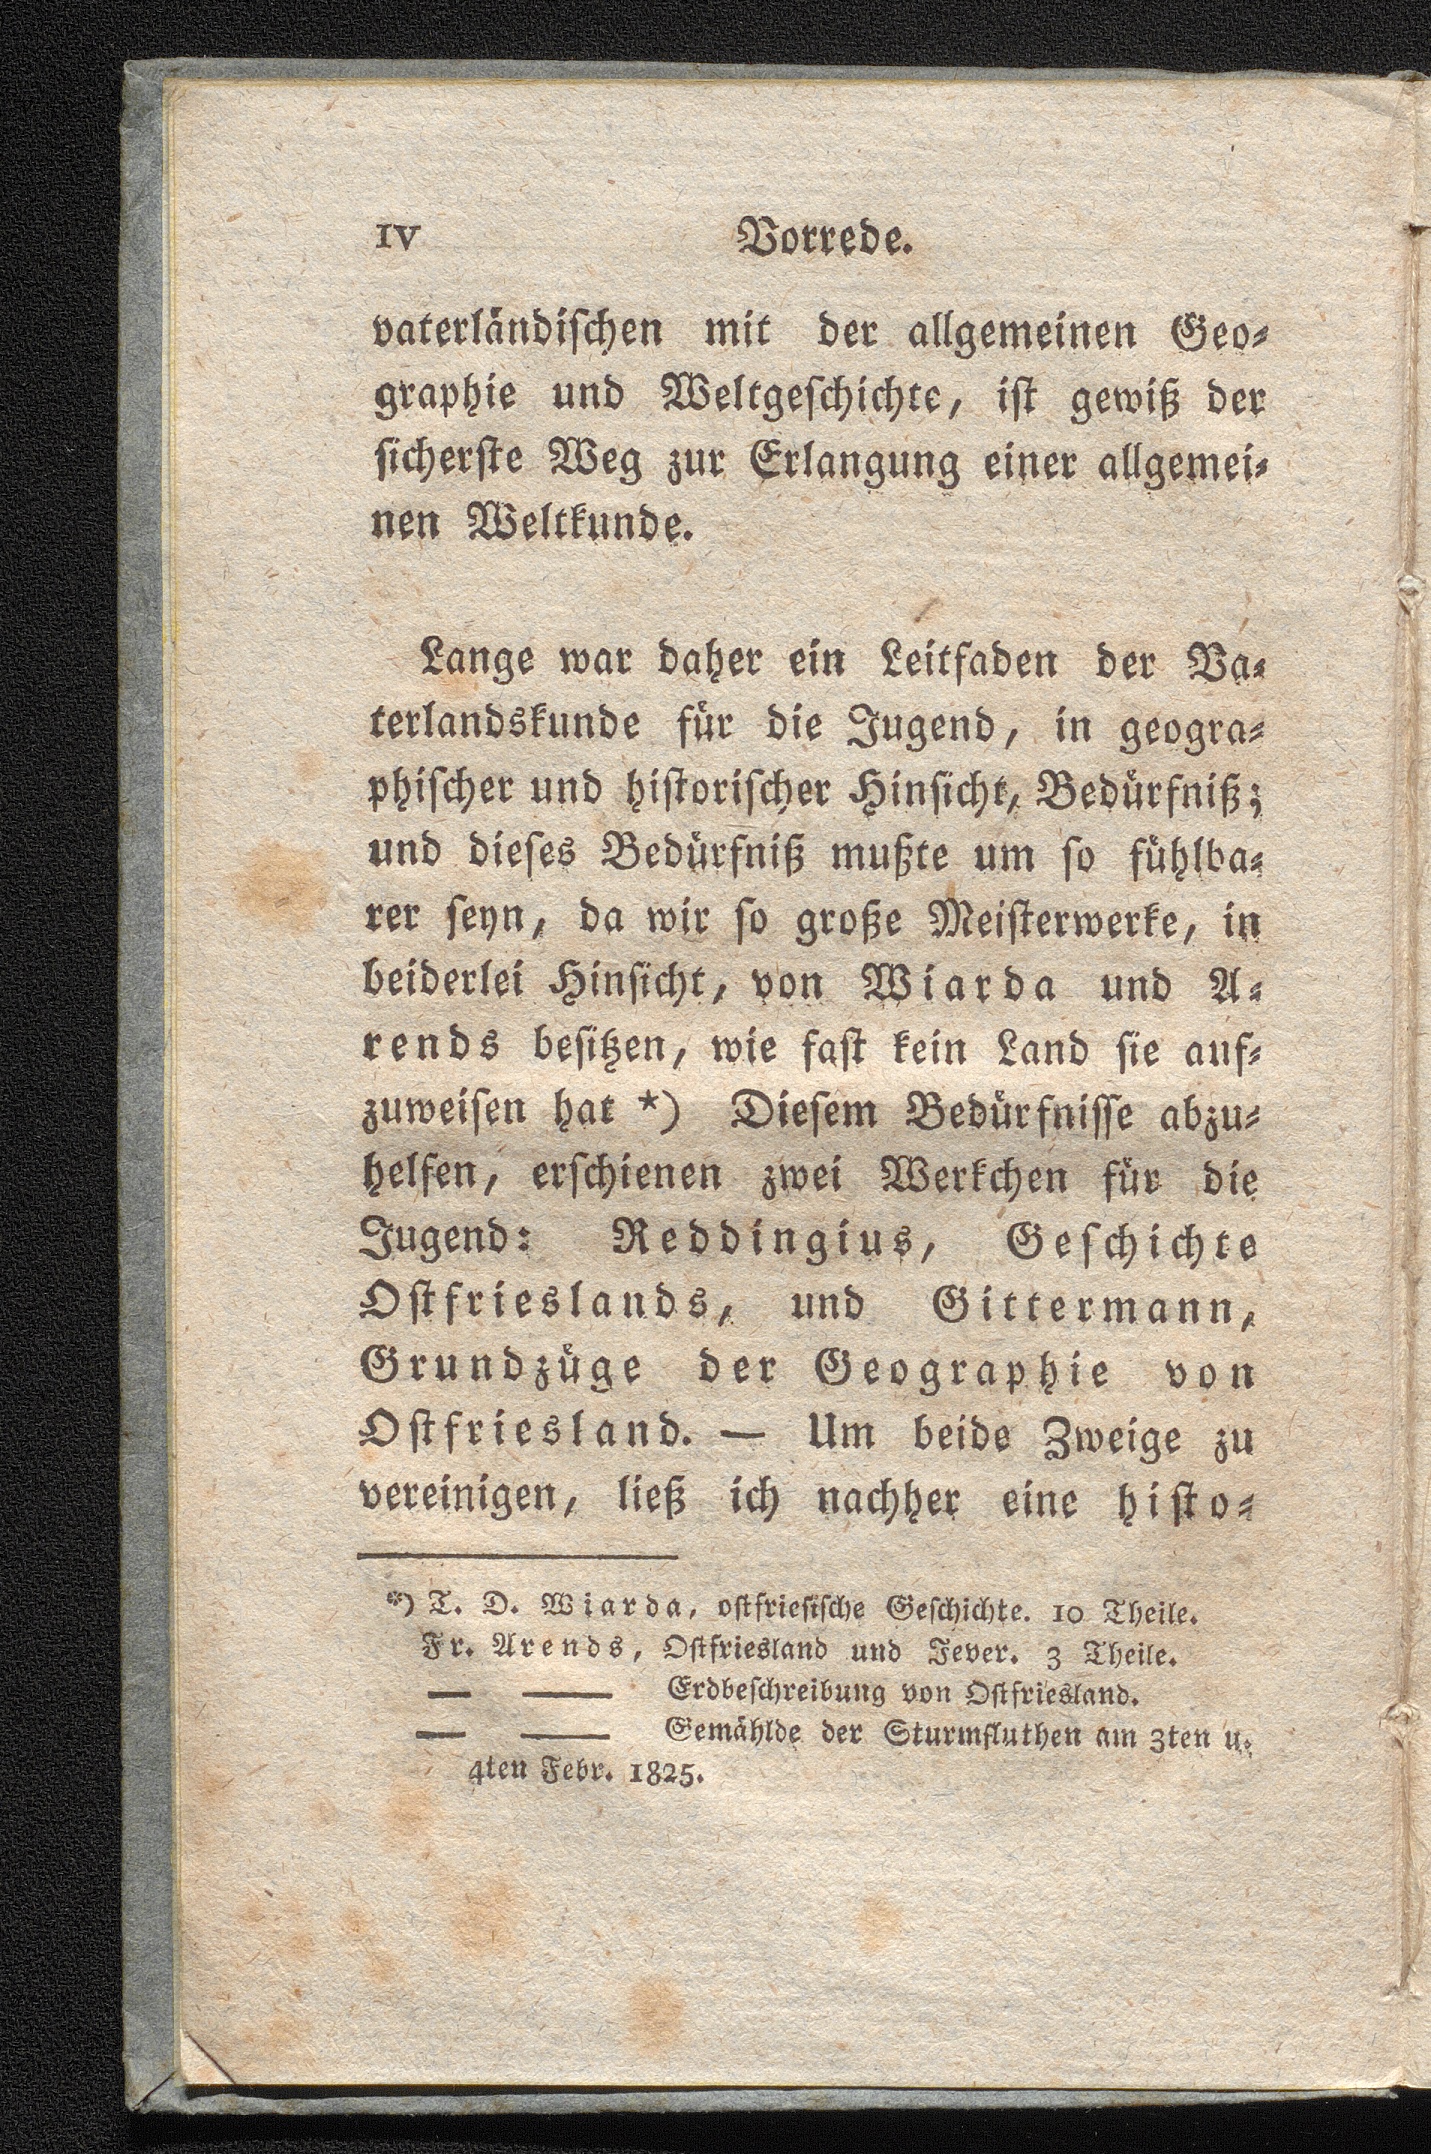 IV Vorrede.
vaterländischen mit der allgemeinen Geo-
graphie und Weltgeschichte, ist gewiß der
sicherste Weg zur Erlangung einer allgemei-
nen Weltkunde.
Lange war daher ein Leitfaden der Va-
terlandskunde für die Jugend, in geogra-
phischer und historischer Hinsicht, Bedürfniß;
und dieses Bedürfniß mußte um so fühlba-
rer seyn, da wir so große Meisterwerke, in
beiderlei Hinsicht, von Wiarda und A-
rends besitzen, wie fast kein Land sie auf-
zuweisen hat *) Diesem Bedürfnisse abzu-
helfen, erschienen zwei Werkchen für die
Jugend: Reddingius, Geschichte
Ostfrieslands, und Gittermann,
Grundzüge der Geographie von
Ostfriesland. — Um beide Zweige zu
vereinigen, ließ ich nachher eine histo-
*) T. D. Wiarda, ostfriesische Geschichte. 10 Theile.
Fr. Arends, Ostfriesland und Jever. 3 Theile.
— — Erdbeschreibung von Ostfriesland.
— — Gemählde der Sturmfluthen am 3ten u.
4ten Febr. 1825.